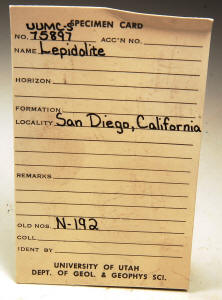 UUMC-S SPECIMEN CARD
NO. 75897 ACC'N NO.
NAME Lepidolite
HORIZON
FORMATION
LOCALITY San Diego, California
REMARKS
OLD NOS. N-192
COLL.
IDENT BY
UNIVERSITY OF UTAH
DEPT. OF GEOL. & GEOPHYS SCI.